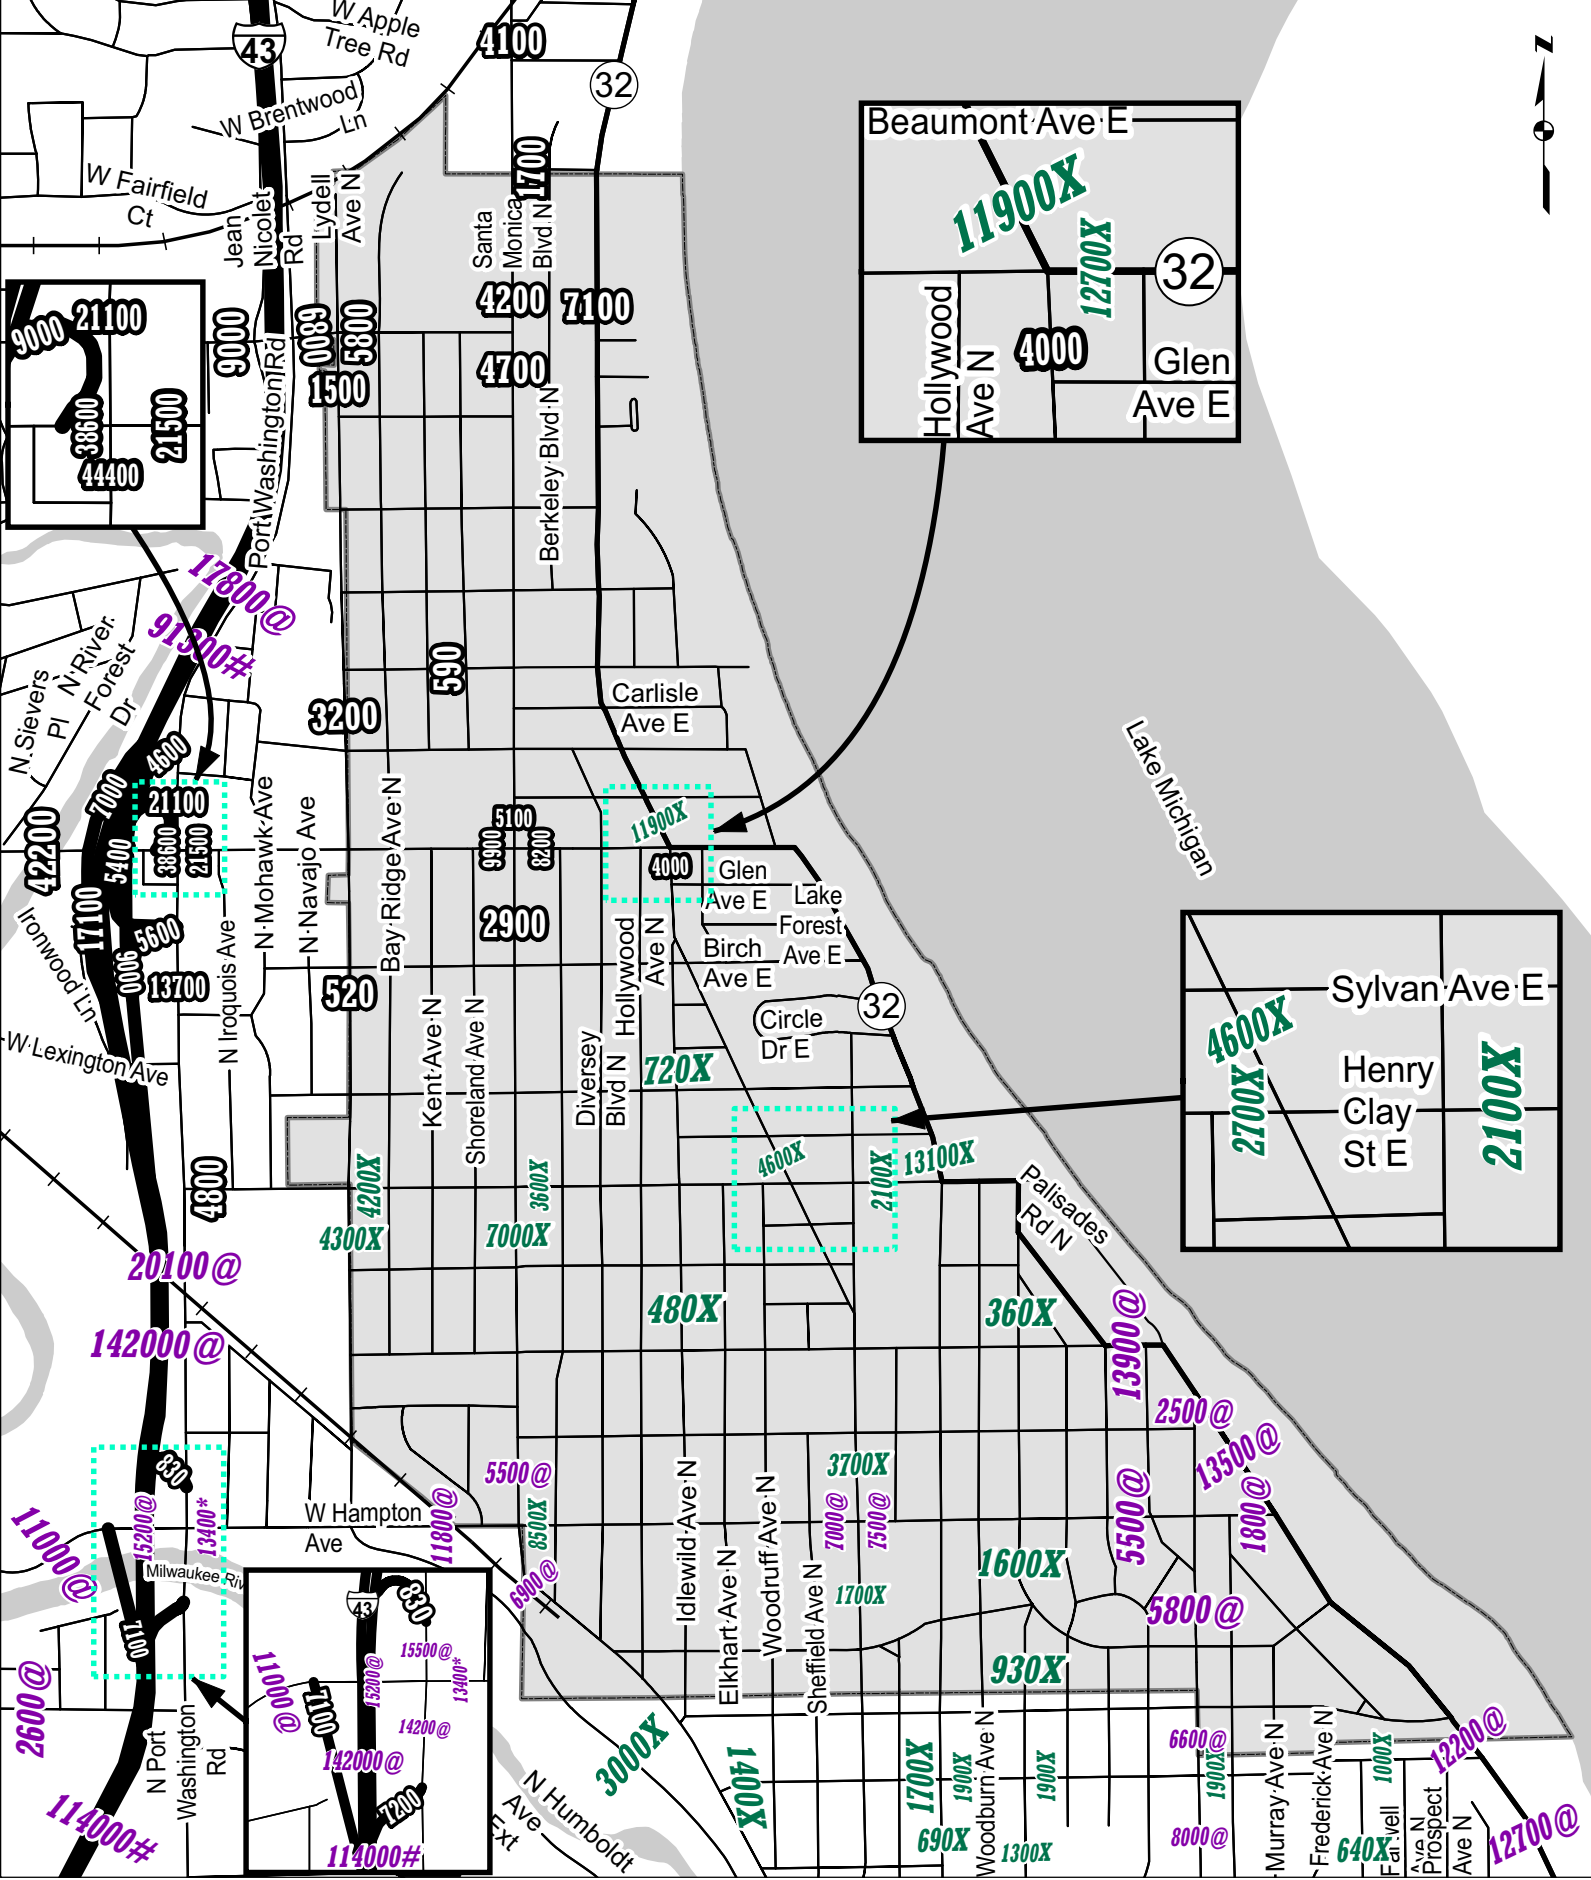 W Apple
Tree Rd
43
4100
32
N
W Brentwood
Ln
1700
Beaumont Ave E
11900X
12700X
32
Hollywood
Ave N
4000
Glen
Ave E
W Fairfield
Ct
Jean
Nicolet
Rd
Lydell
Ave N
Santa
Monica
Blvd N
9000
21100
38600
21500
44400
9000
6800
5800
1500
4200
7100
4700
Port Washington Rd
Berkeley Blvd N
17800@
91300#
N River
Forest
Dr
N Sievers
Pl
590
3200
Carlisle
Ave E
Lake Michigan
4600
7000
21100
38600
21500
42200
5400
17100
5600
9000
13700
N Mohawk Ave
N Navajo Ave
Bay Ridge Ave N
5100
9900
8200
2900
11900X
4000
Glen
Ave E
Lake
Forest
Ave E
Birch
Ave E
Hollywood
Ave N
Ironwood Ln
N Iroquois Ave
520
32
Circle
Dr E
W Lexington Ave
Kent Ave N
Shoreland Ave N
Diversey
Blvd N
720X
Sylvan Ave E
4600X
2700X
Henry
Clay
St E
2100X
4800
4200X
4300X
3600X
7000X
4600X
2100X
13100X
Palisades
Rd N
20100@
142000@
480X
360X
13900@
2500@
13500@
830
15200@
13400*
11000@
W Hampton
Ave
11800@
5500@
8500X
6900@
3700X
7000@
7500@
1700X
5500@
1800@
1600X
5800@
930X
Idlewild Ave N
Elkhart Ave N
Woodruff Ave N
Sheffield Ave N
Milwaukee Riv
7100
2600@
N Port
Washington
Rd
114000#
43
830
15500@
15200@
13400*
11000@
7100
14200@
142000@
7200
114000#
N Humboldt
Ave
Ext
3000X
1400X
1700X
1900X
690X
Woodburn Ave N
1900X
1300X
6600@
1900X
8000@
Murray Ave N
Frederick Ave N
1000X
640X
Ave N
Prospect
Ave N
12200@
12700@